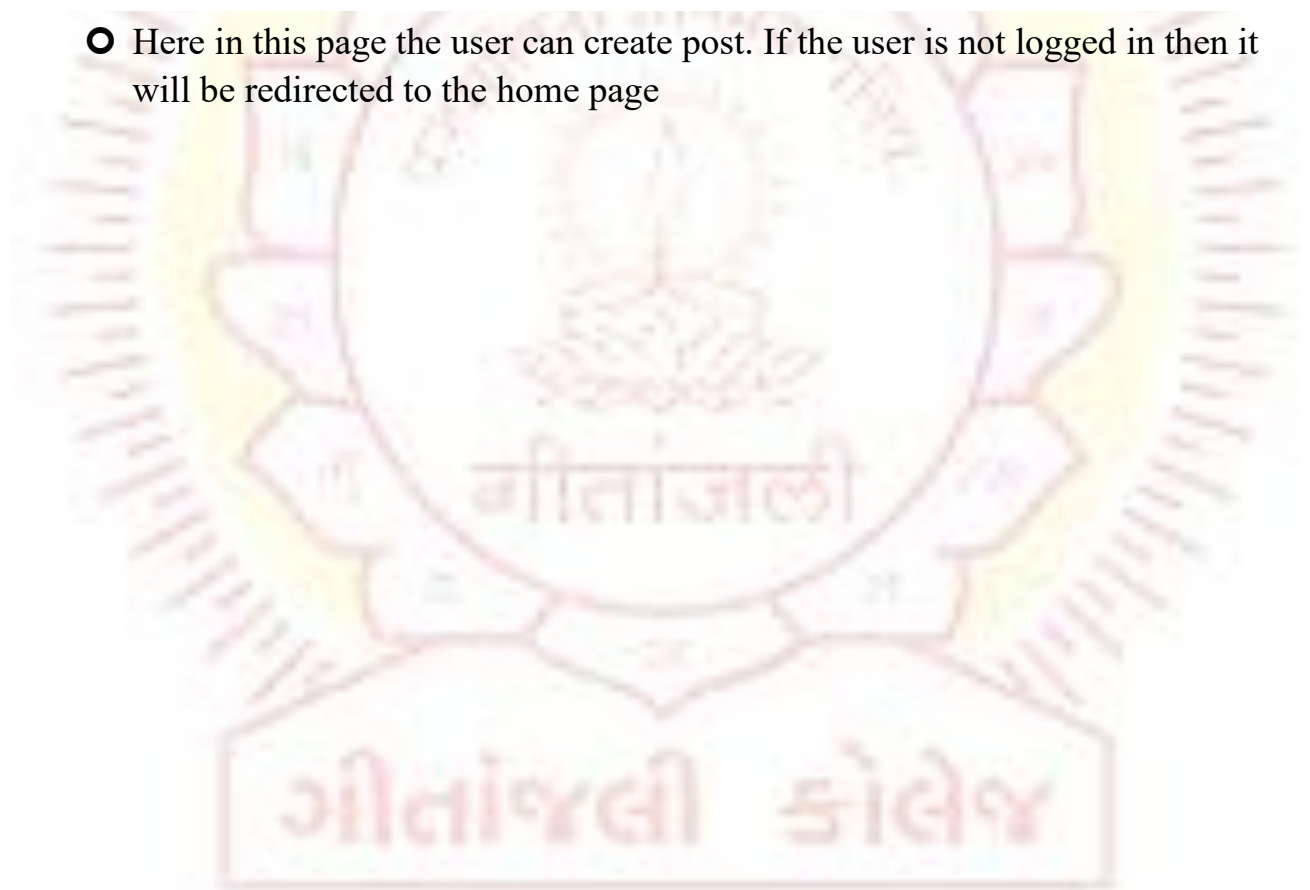 Here in this page the user can create post. If the user is not logged in then it
will be redirected to the home page
गीतांजली
ગીતાંજલી કોલેજ